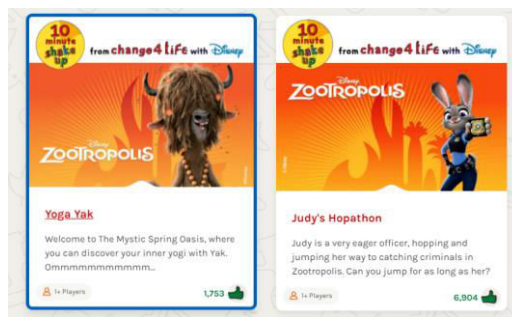 10
minute
shake
up
from change4life with Disney
Disney
ZOOTROPOLIS
Yoga Yak
Welcome to The Mystic Spring Oasis, where
you can discover your inner yogi with Yak.
Ommmmmmmmmmm...
1+ Players
1,753
10
minute
shake
up
from change4life with Disney
Disney
ZOOTROPOLIS
Judy's Hopathon
Judy is a very eager officer, hopping and
jumping her way to catching criminals in
Zootropolis. Can you jump for as long as her?
1+ Players
6,904